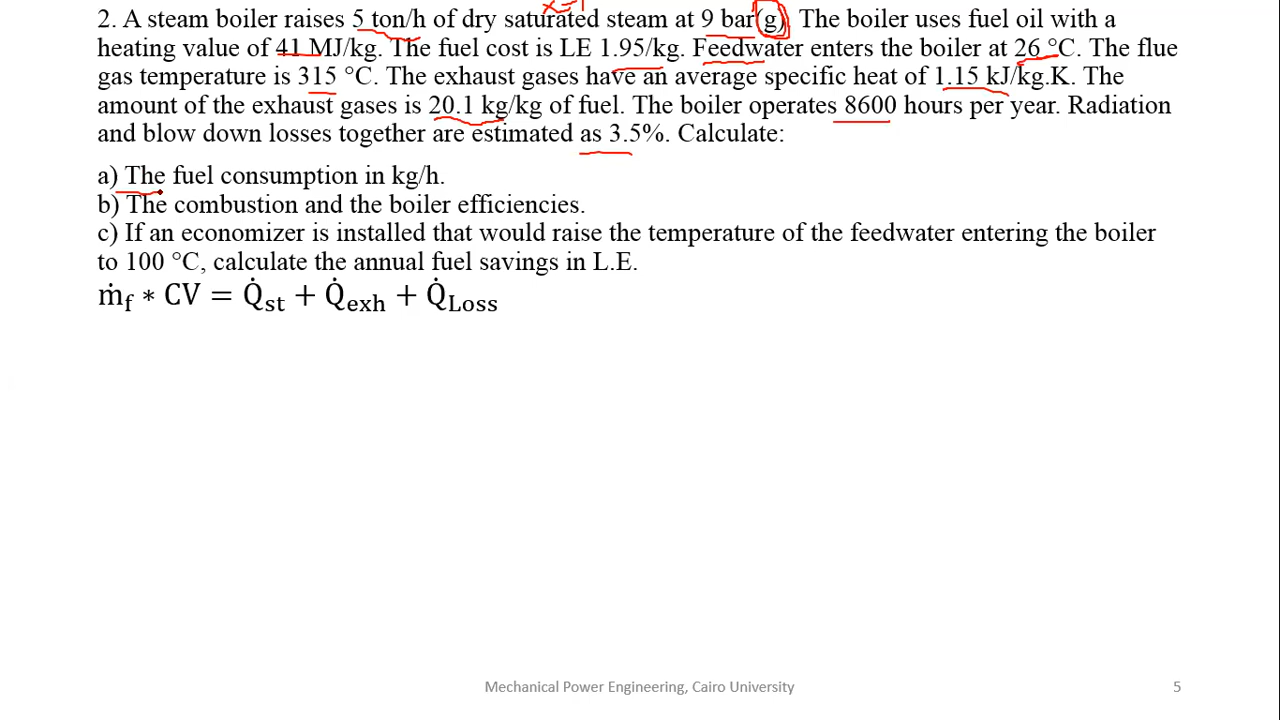 x=1
2. A steam boiler raises 5 ton/h of dry saturated steam at 9 bar(g). The boiler uses fuel oil with a
heating value of 41 MJ/kg. The fuel cost is LE 1.95/kg. Feedwater enters the boiler at 26 °C. The flue
gas temperature is 315 °C. The exhaust gases have an average specific heat of 1.15 kJ/kg.K. The
amount of the exhaust gases is 20.1 kg/kg of fuel. The boiler operates 8600 hours per year. Radiation
and blow down losses together are estimated as 3.5%. Calculate:
a) The fuel consumption in kg/h.
b) The combustion and the boiler efficiencies.
c) If an economizer is installed that would raise the temperature of the feedwater entering the boiler
to 100 °C, calculate the annual fuel savings in L.E.
ṁf * CV = Q̇st + Q̇exh + Q̇Loss
Mechanical Power Engineering, Cairo University
5